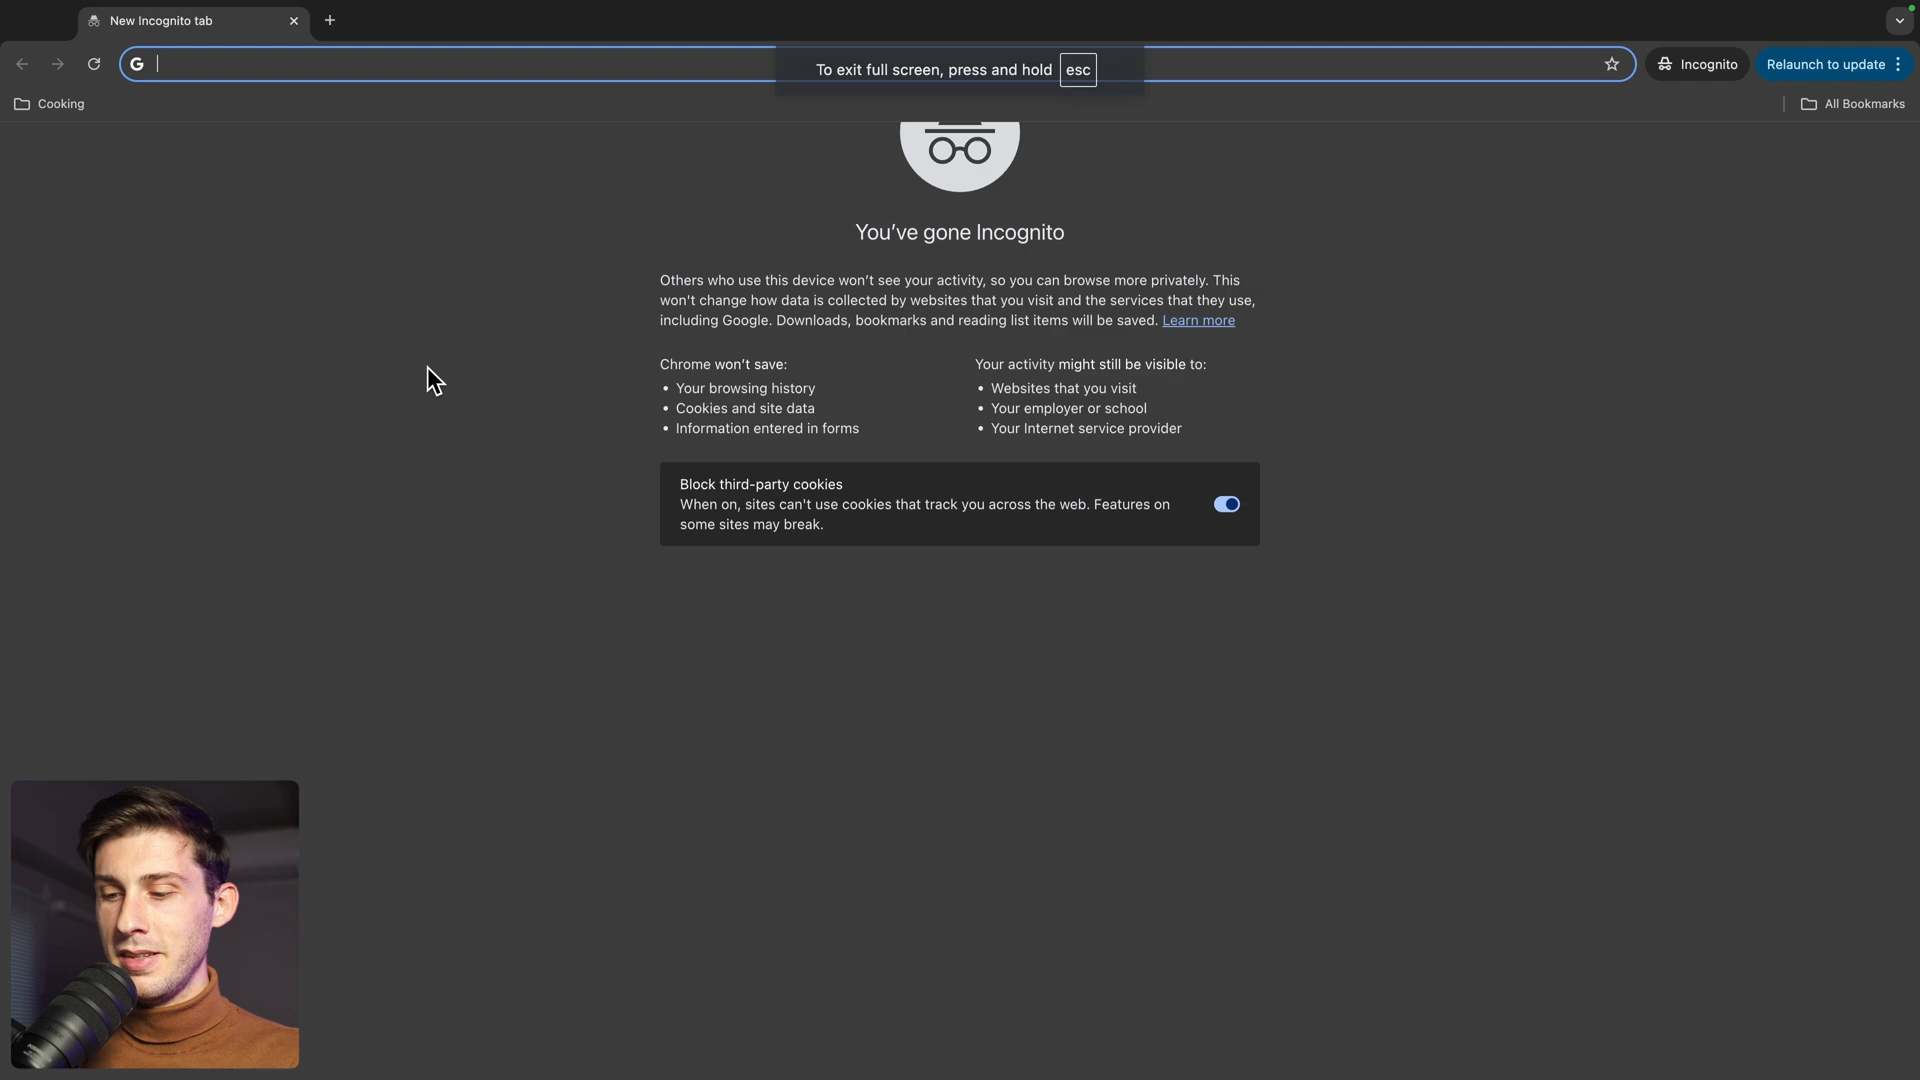 New Incognito tab
G
To exit full screen, press and hold esc
Incognito
Relaunch to update
Cooking
All Bookmarks
You've gone Incognito
Others who use this device won't see your activity, so you can browse more privately. This
won't change how data is collected by websites that you visit and the services that they use,
including Google. Downloads, bookmarks and reading list items will be saved. Learn more
Chrome won't save:
• Your browsing history
• Cookies and site data
• Information entered in forms
Your activity might still be visible to:
• Websites that you visit
• Your employer or school
• Your Internet service provider
Block third-party cookies
When on, sites can't use cookies that track you across the web. Features on
some sites may break.